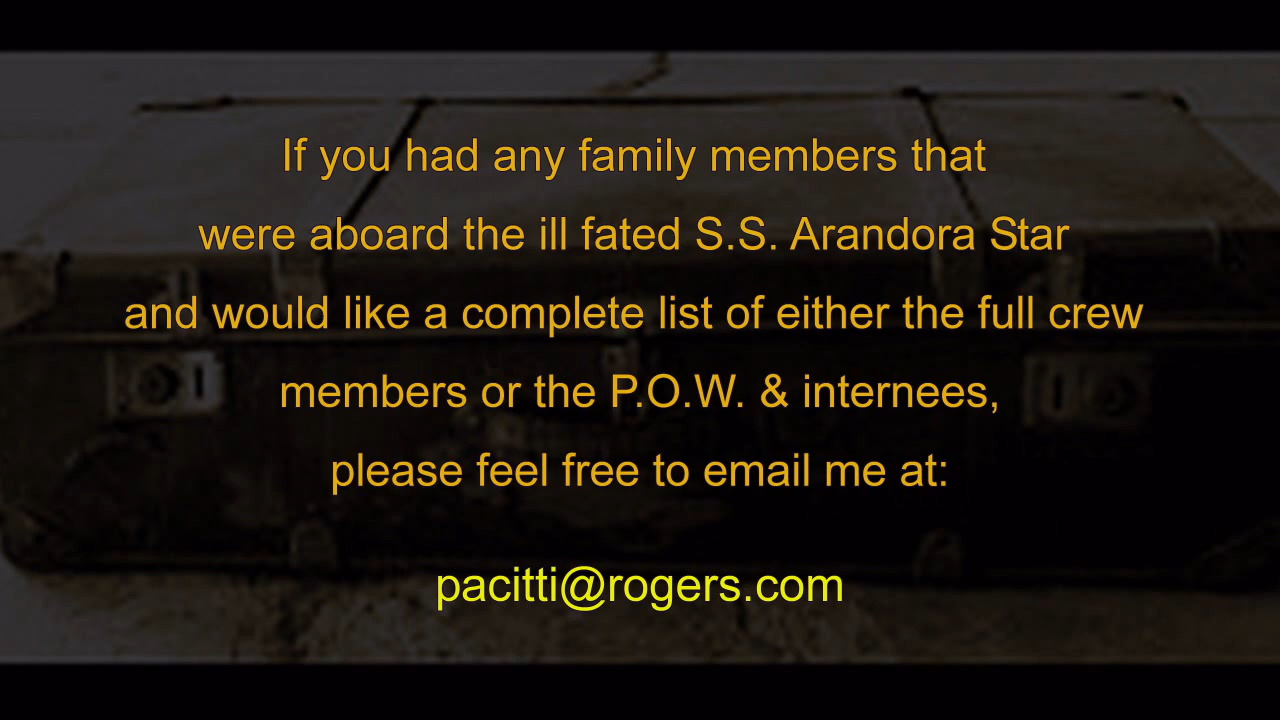 If you had any family members that
were aboard the ill fated S.S. Arandora Star
and would like a complete list of either the full crew
members or the P.O.W. & internees,
please feel free to email me at:
pacitti@rogers.com